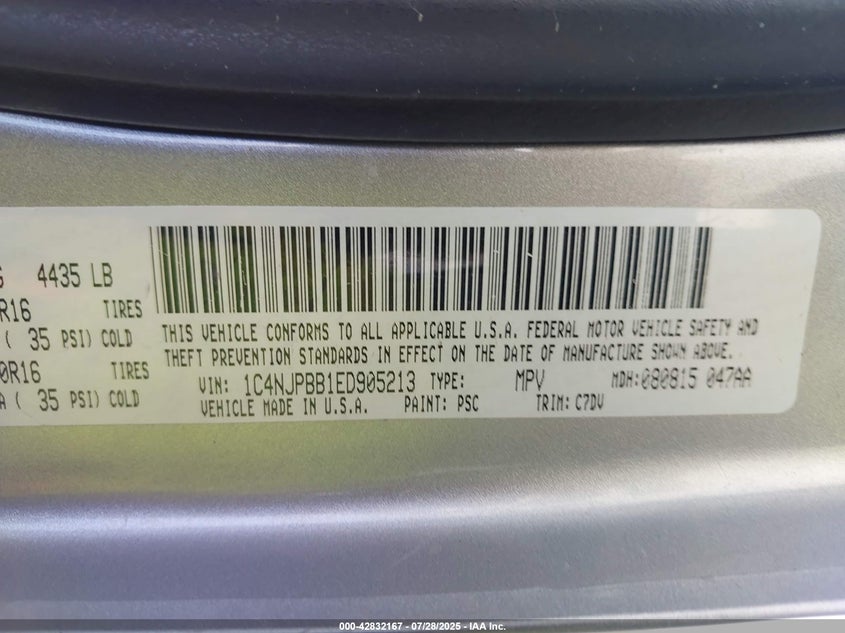 4435 LB
R16 TIRES
( 35 PSI) COLD
0R16 TIRES
A ( 35 PSI) COLD
THIS VEHICLE CONFORMS TO ALL APPLICABLE U.S.A. FEDERAL MOTOR VEHICLE SAFETY AND
THEFT PREVENTION STANDARDS IN EFFECT ON THE DATE OF MANUFACTURE SHOWN ABOVE.
VIN: 1C4NJPBB1ED905213 TYPE: MPV MDH:080815 047AA
VEHICLE MADE IN U.S.A. PAINT: PSC TRIM: C7DV
000-42832167 - 07/28/2025 - IAA Inc.